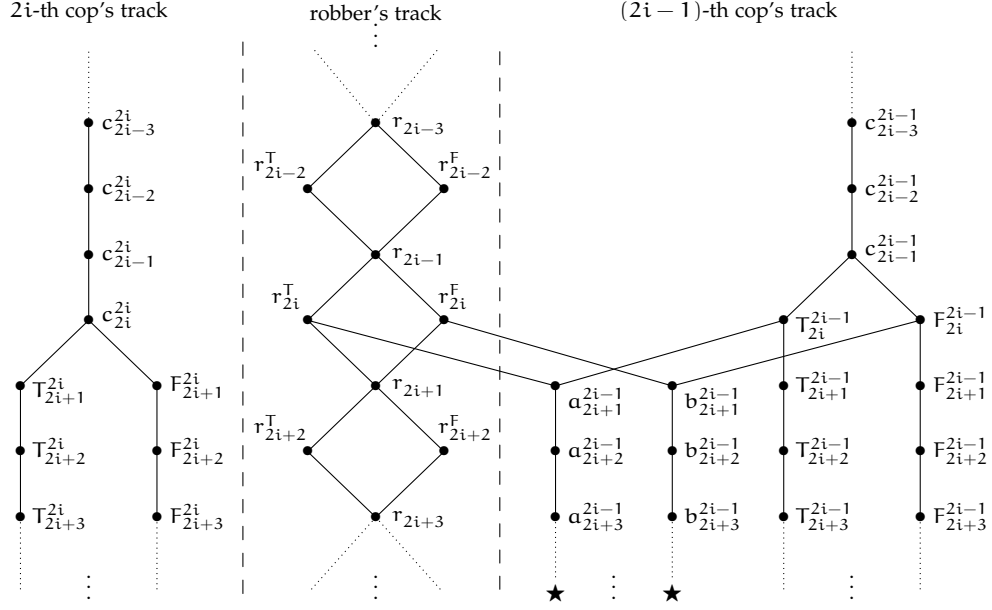 2i-th cop's track robber's track (2i − 1)-th cop's track
c^{2i}_{2i−3} r_{2i−3} c^{2i−1}_{2i−3}
c^{2i}_{2i−2} r^T_{2i−2} r^F_{2i−2} c^{2i−1}_{2i−2}
c^{2i}_{2i−1} r_{2i−1} c^{2i−1}_{2i−1}
c^{2i}_{2i} r^T_{2i} r^F_{2i} T^{2i−1}_{2i} F^{2i−1}_{2i}
T^{2i}_{2i+1} F^{2i}_{2i+1} r_{2i+1} a^{2i−1}_{2i+1} b^{2i−1}_{2i+1} T^{2i−1}_{2i+1} F^{2i−1}_{2i+1}
T^{2i}_{2i+2} F^{2i}_{2i+2} r^T_{2i+2} r^F_{2i+2} a^{2i−1}_{2i+2} b^{2i−1}_{2i+2} T^{2i−1}_{2i+2} F^{2i−1}_{2i+2}
T^{2i}_{2i+3} F^{2i}_{2i+3} r_{2i+3} a^{2i−1}_{2i+3} b^{2i−1}_{2i+3} T^{2i−1}_{2i+3} F^{2i−1}_{2i+3}